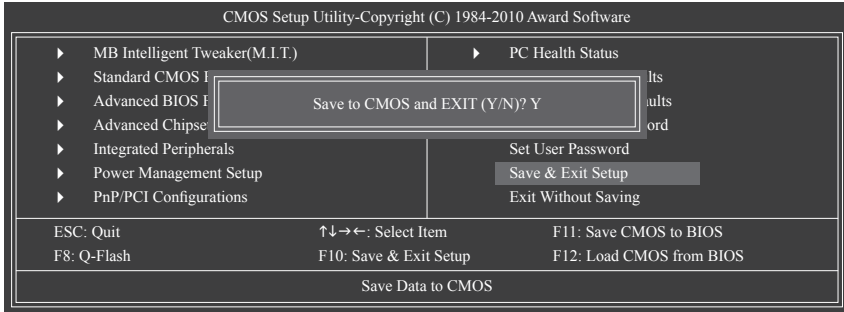 CMOS Setup Utility-Copyright (C) 1984-2010 Award Software
MB Intelligent Tweaker(M.I.T.)
Standard CMOS
Advanced BIOS
Advanced
Integrated Peripherals
Power Management Setup
PnP/PCI Configurations
PC Health Status
Set User Password
Save & Exit Setup
Exit Without Saving
Save to CMOS and EXIT (Y/N)? Y
ESC: Quit ↑↓→←: Select Item F11: Save CMOS to BIOS
F8: Q-Flash F10: Save & Exit Setup F12: Load CMOS from BIOS
Save Data to CMOS